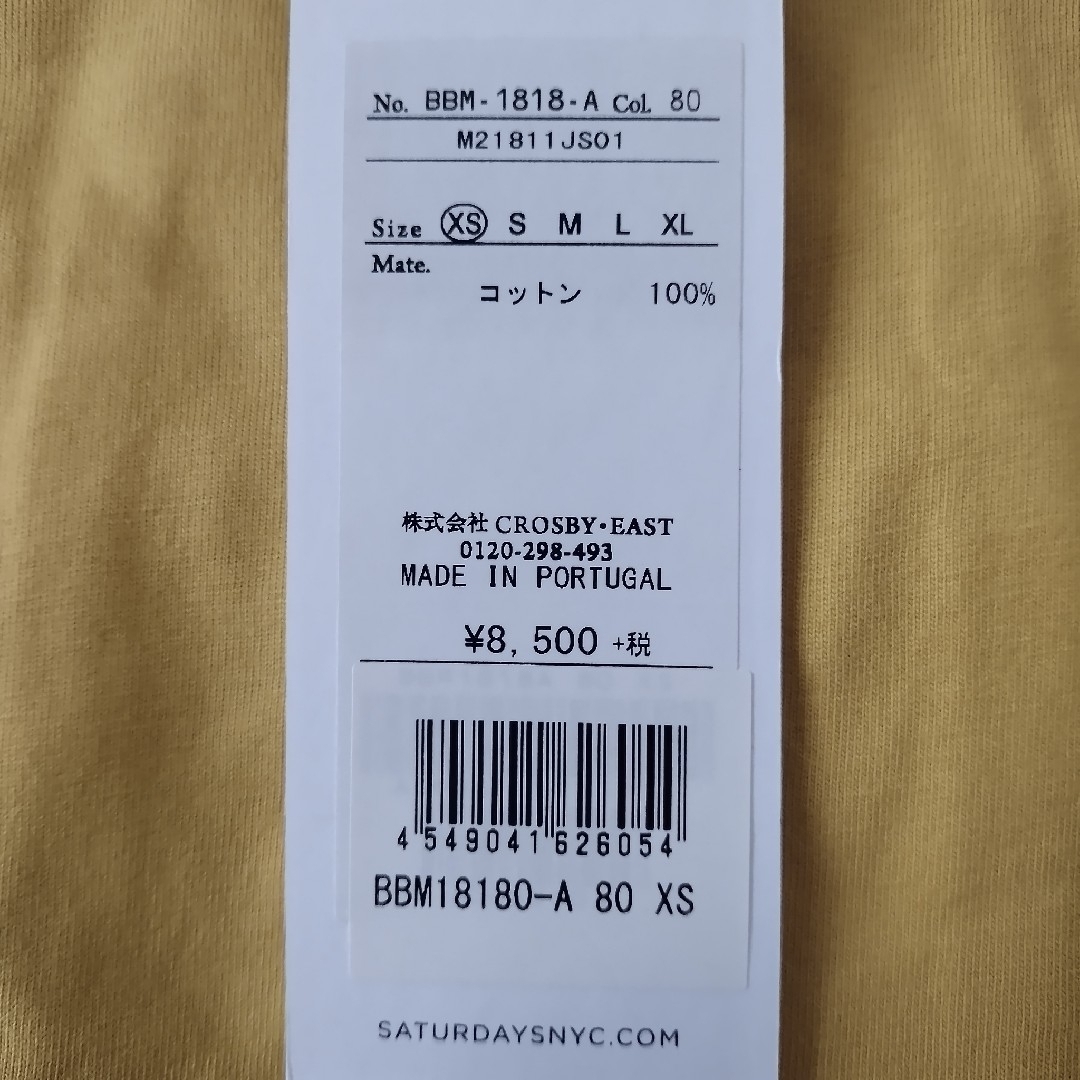 No. BBM-1818-A Col. 80
M21811JS01
Size XS S M L XL
Mate.
コットン 100%
株式会社 CROSBY・EAST
0120-298-493
MADE IN PORTUGAL
¥8,500 +税
4 549041 626054
BBM18180-A 80 XS
SATURDAYSNYC.COM